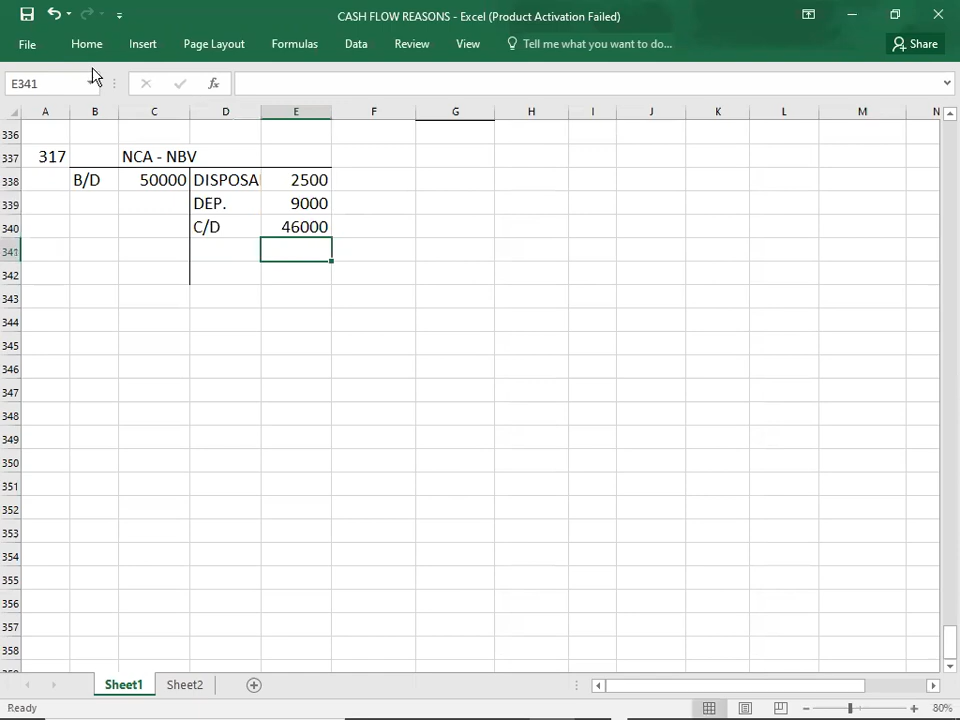 CASH FLOW REASONS - Excel (Product Activation Failed)
File Home Insert Page Layout Formulas Data Review View Tell me what you want to do... Share
E341 fx
A B C D E F G H I J K L M N
336
337 317 NCA - NBV
338 B/D 50000 DISPOSAL 2500
339 DEP. 9000
340 C/D 46000
341
342
343
344
345
346
347
348
349
350
351
352
353
354
355
356
357
358
Sheet1 Sheet2
Ready 80%